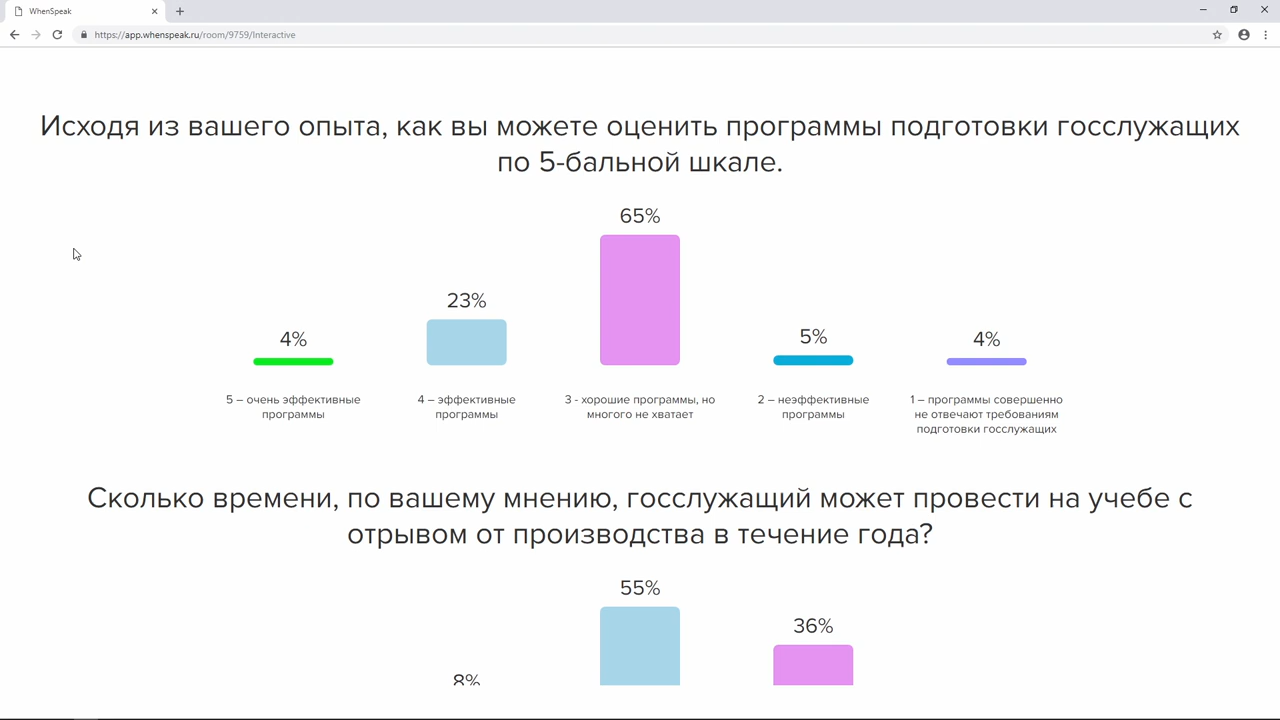 WhenSpeak
https://app.whenspeak.ru/room/9759/Interactive
Исходя из вашего опыта, как вы можете оценить программы подготовки госслужащих
по 5-бальной шкале.
65%
23%
4%
5%
4%
5 – очень эффективные
программы
4 – эффективные
программы
3 - хорошие программы, но
многого не хватает
2 – неэффективные
программы
1 – программы совершенно
не отвечают требованиям
подготовки госслужащих
Сколько времени, по вашему мнению, госслужащий может провести на учебе с
отрывом от производства в течение года?
55%
36%
8%